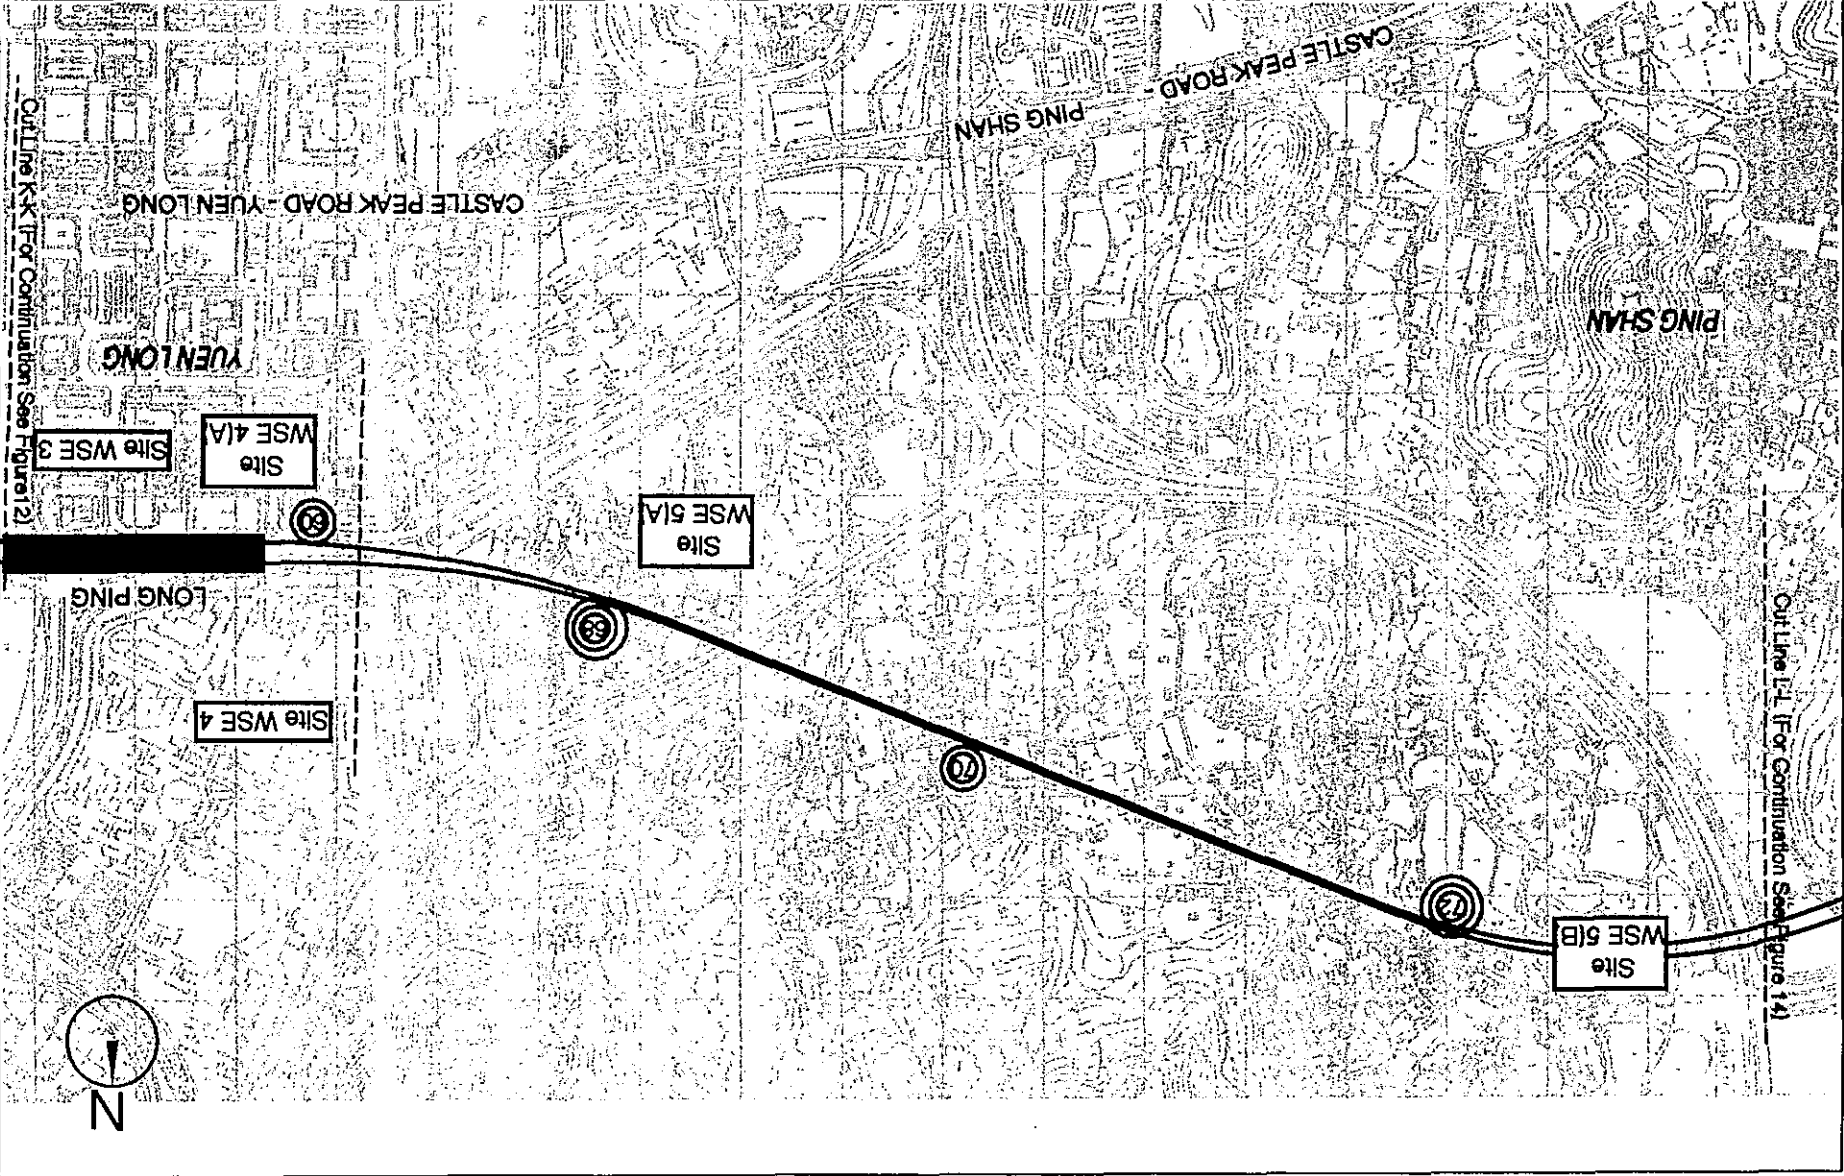 N
Site
WSE 5(B)
Cut Line L-L (For Continuation See Figure 14)
72
70
Site WSE 4
LONG PING
Site
WSE 5(A)
Site
WSE 4(A)
Site WSE 3
YUEN LONG
Cut Line K-K (For Continuation See Figure 12)
PING SHAN
CASTLE PEAK ROAD - YUEN LONG
CASTLE PEAK ROAD - PING SHAN